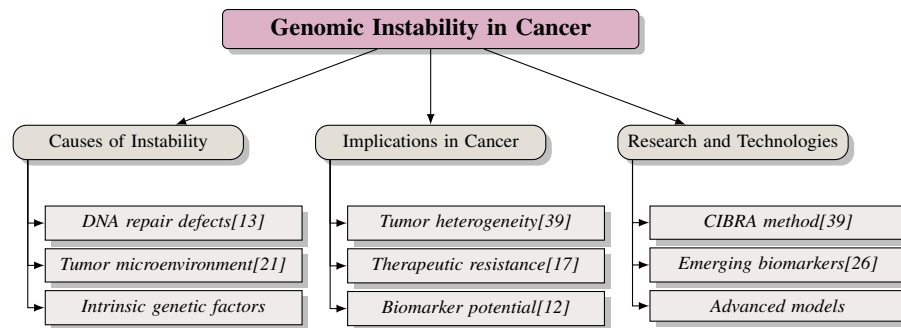 Genomic Instability in Cancer
Causes of Instability
DNA repair defects[13]
Tumor microenvironment[21]
Intrinsic genetic factors
Implications in Cancer
Tumor heterogeneity[39]
Therapeutic resistance[17]
Biomarker potential[12]
Research and Technologies
CIBRA method[39]
Emerging biomarkers[26]
Advanced models